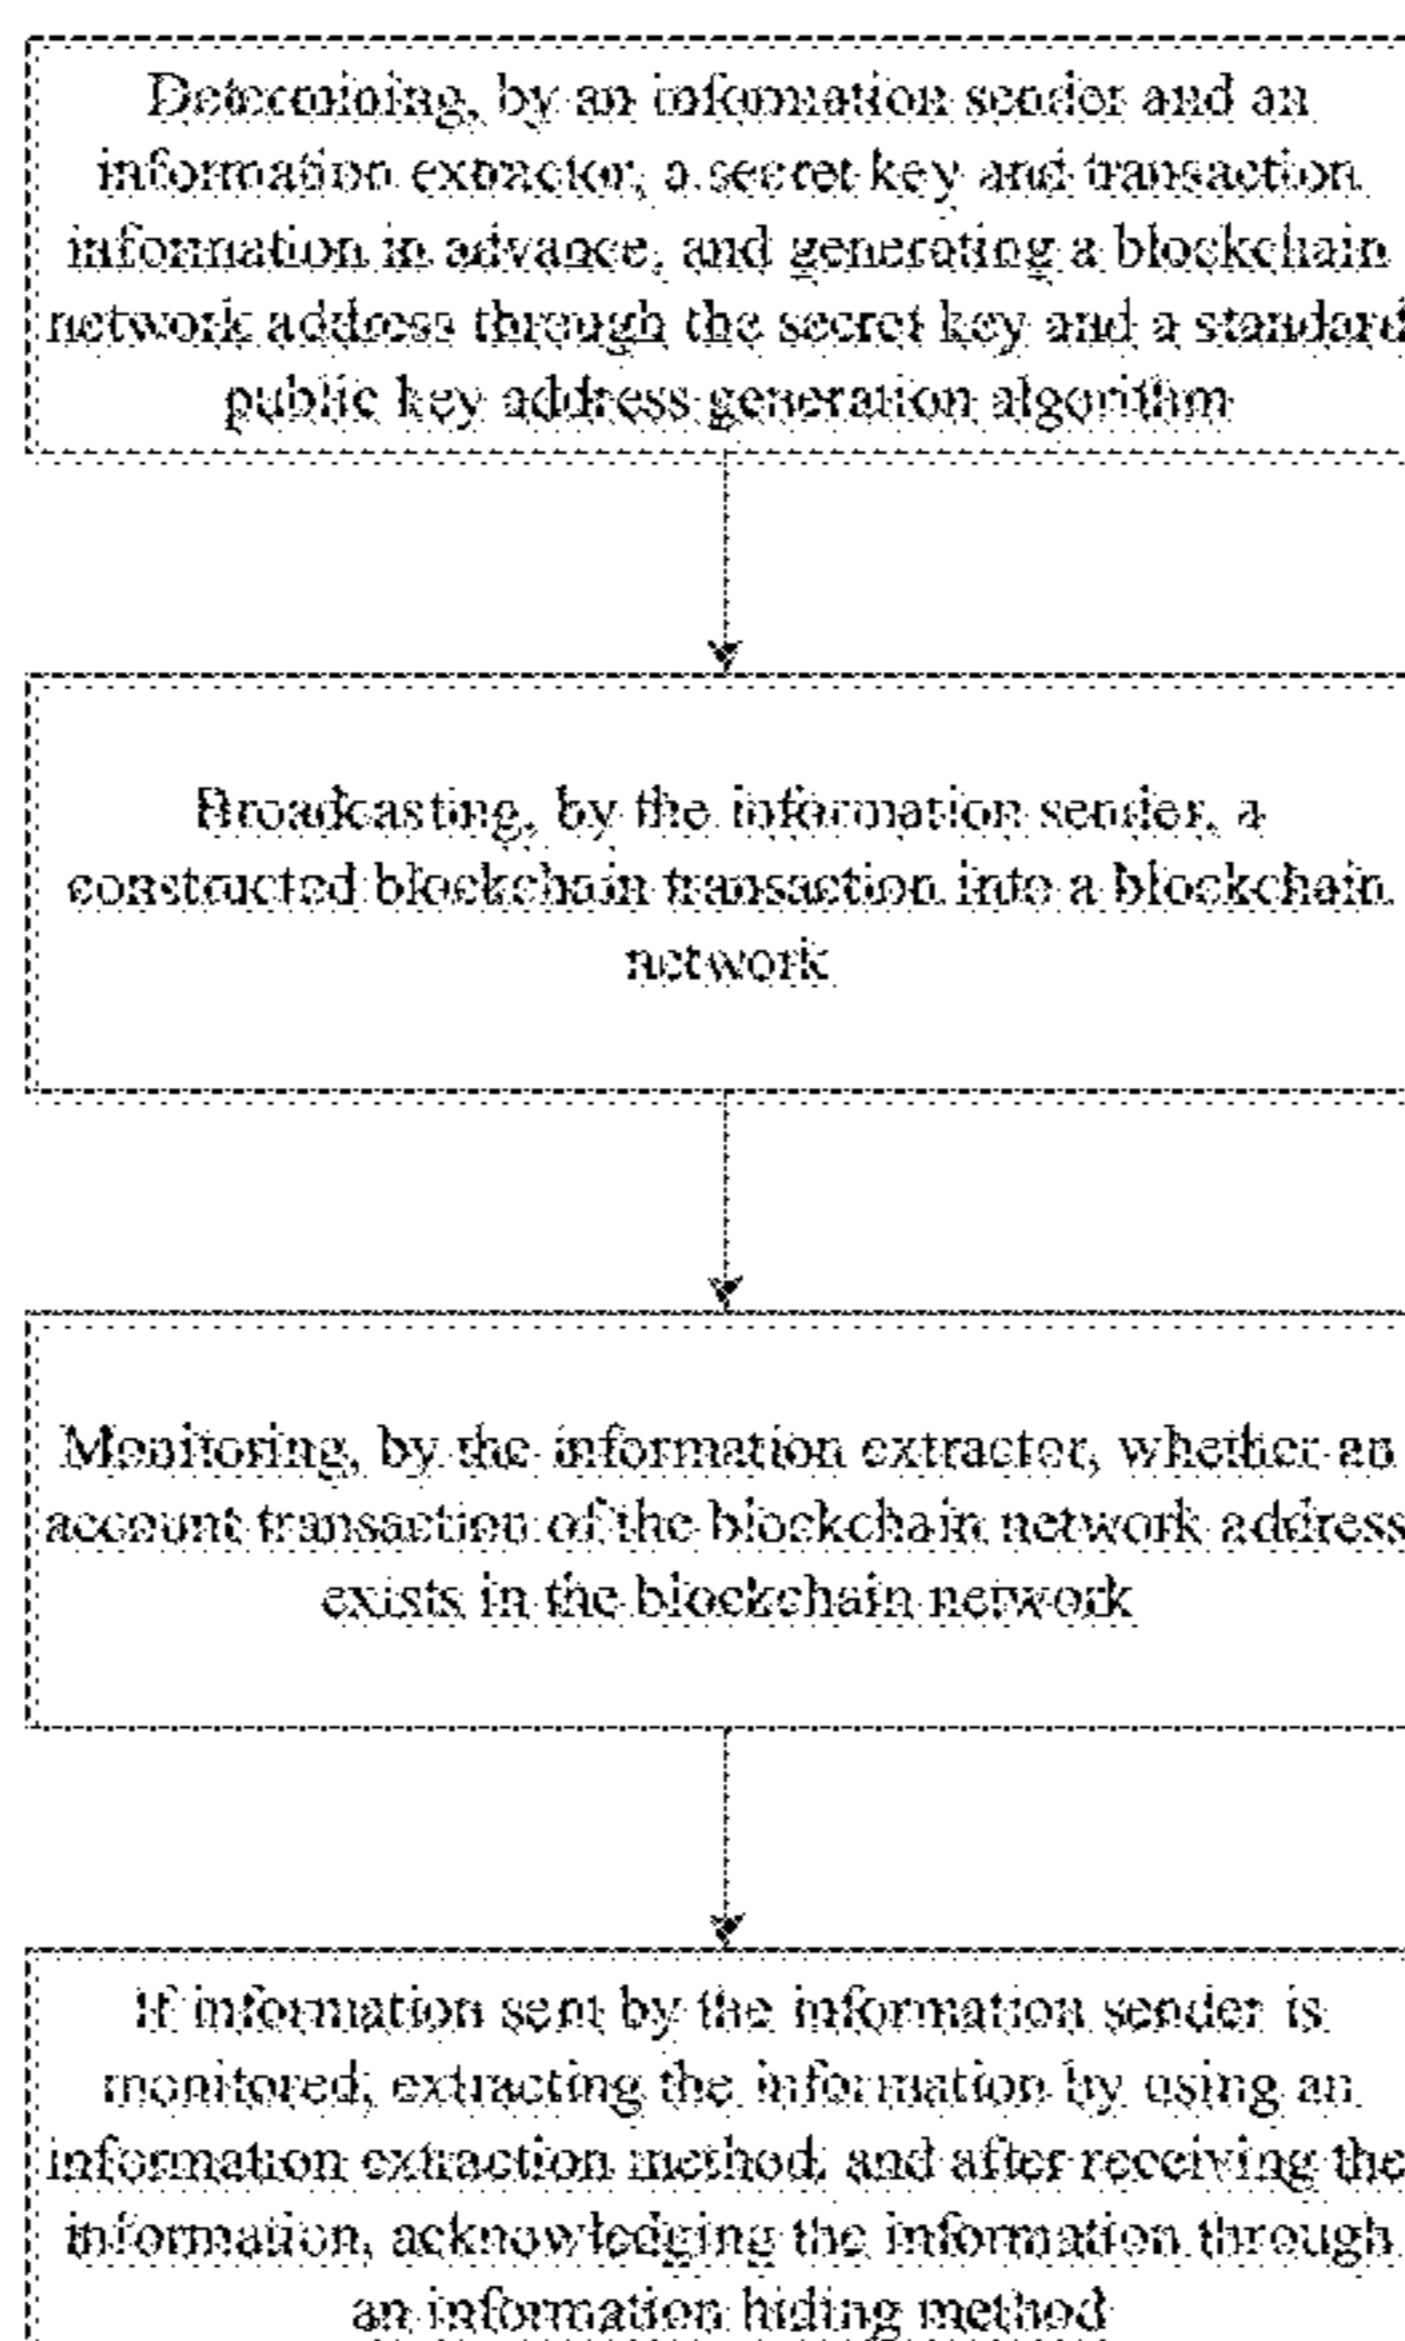 Determining, by an information sender and an
information extractor, a secret key and transaction
information in advance, and generating a blockchain
network address through the secret key and a standard
public key address generation algorithm
Broadcasting, by the information sender, a
constructed blockchain transaction into a blockchain
network
Monitoring, by the information extractor, whether an
account transaction of the blockchain network address
exists in the blockchain network
If information sent by the information sender is
monitored, extracting the information by using an
information extraction method, and after receiving the
information, acknowledging the information through
an information hiding method